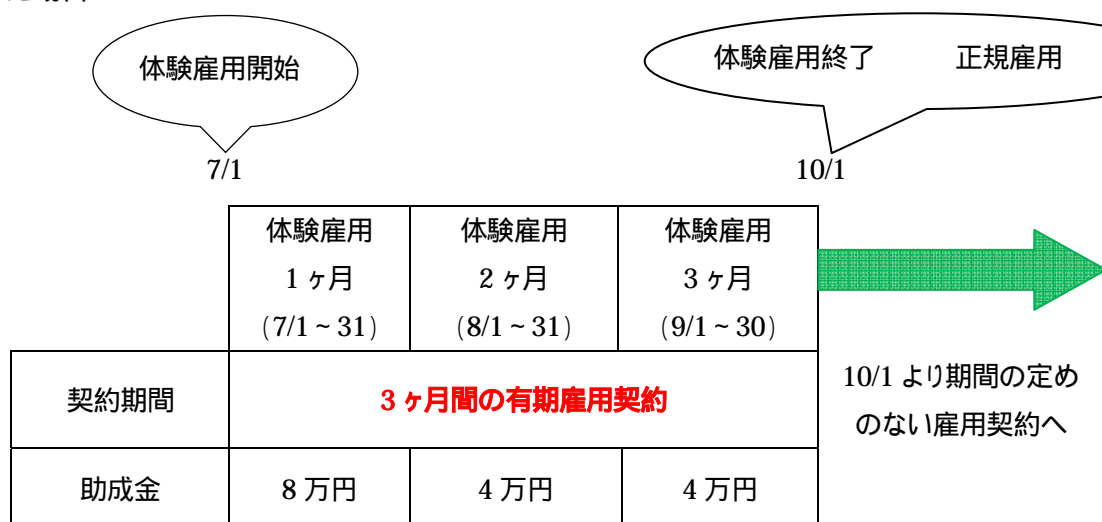 体験雇用開始
体験雇用終了 正規雇用
7/1
10/1
体験雇用 体験雇用 体験雇用
1ヶ月 2ヶ月 3ヶ月
(7/1~31) (8/1~31) (9/1~30)
契約期間 3ヶ月間の有期雇用契約
10/1より期間の定め
のない雇用契約へ
助成金 8万円 4万円 4万円